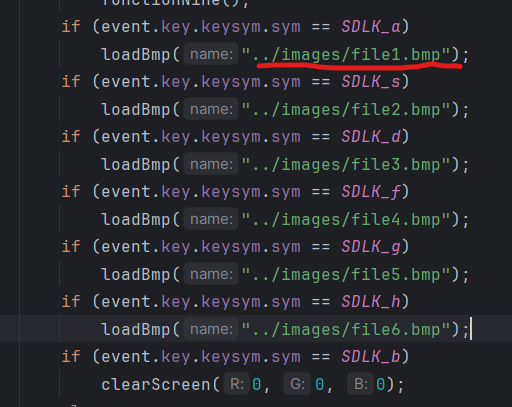 functionNine();
if (event.key.keysym.sym == SDLK_a)
loadBmp( name: "../images/file1.bmp");
if (event.key.keysym.sym == SDLK_s)
loadBmp( name: "../images/file2.bmp");
if (event.key.keysym.sym == SDLK_d)
loadBmp( name: "../images/file3.bmp");
if (event.key.keysym.sym == SDLK_f)
loadBmp( name: "../images/file4.bmp");
if (event.key.keysym.sym == SDLK_g)
loadBmp( name: "../images/file5.bmp");
if (event.key.keysym.sym == SDLK_h)
loadBmp( name: "../images/file6.bmp");
if (event.key.keysym.sym == SDLK_b)
clearScreen( R: 0, G: 0, B: 0);